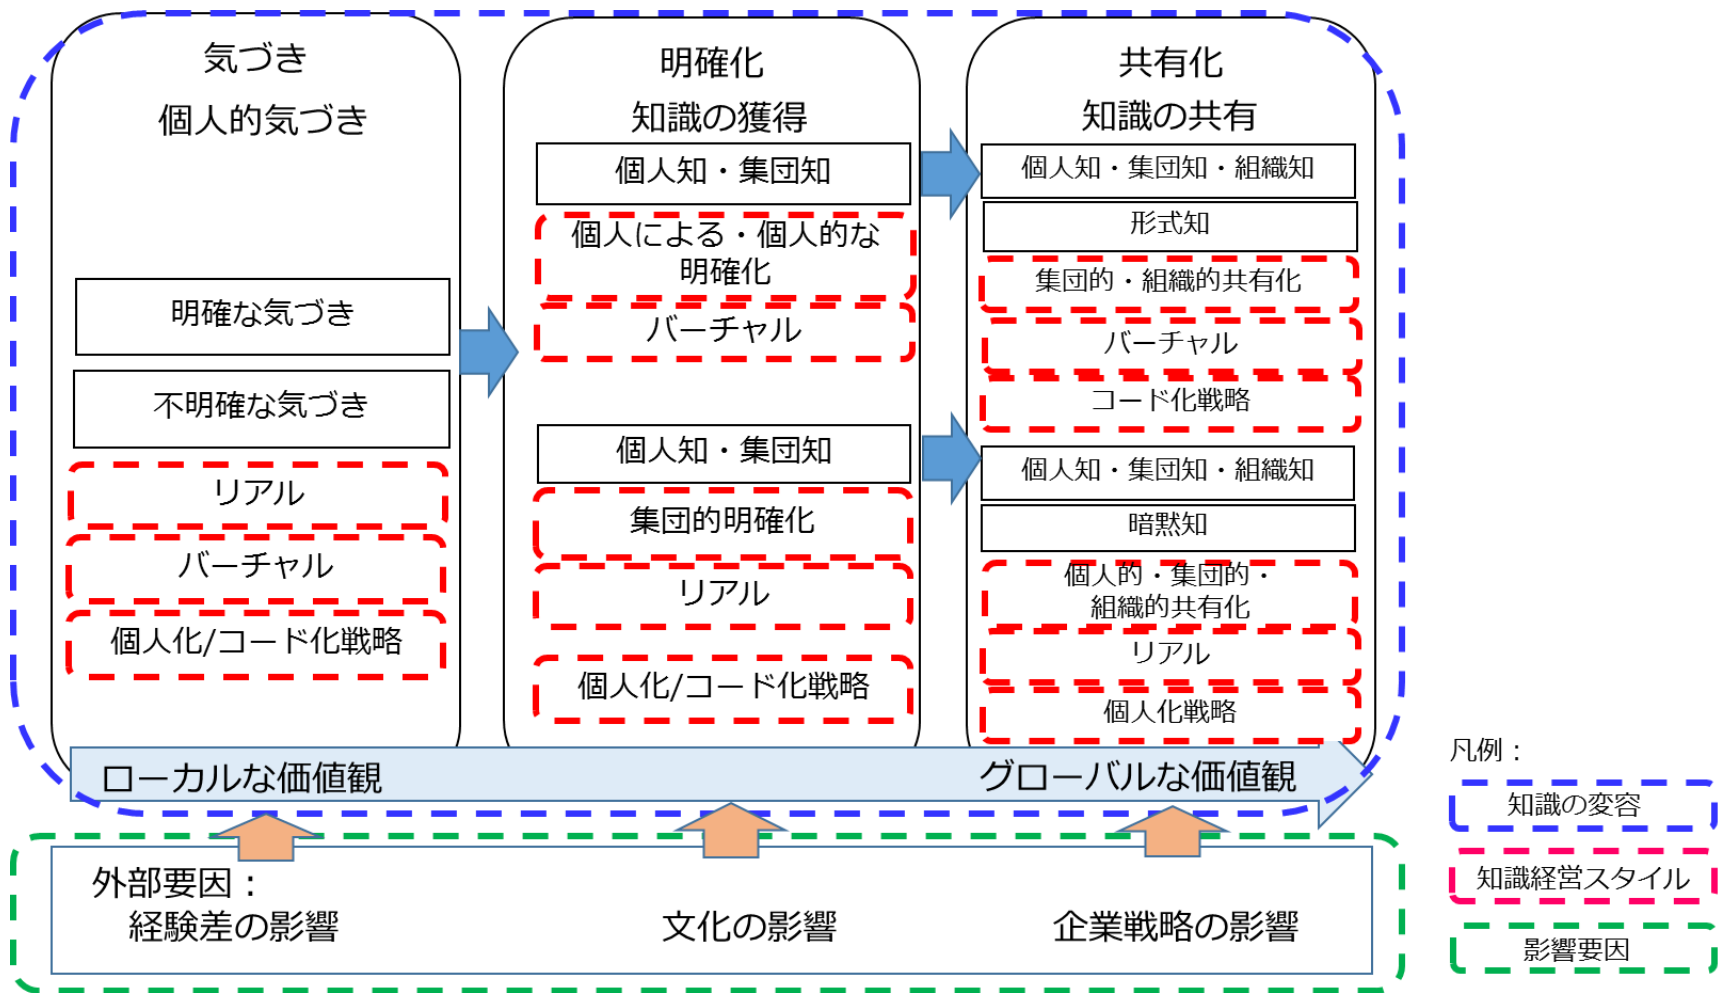 気づき
個人的気づき
明確な気づき
不明確な気づき
リアル
バーチャル
個人化/コード化戦略
明確化
知識の獲得
個人知・集団知
個人による・個人的な
明確化
バーチャル
個人知・集団知
集団的明確化
リアル
個人化/コード化戦略
共有化
知識の共有
個人知・集団知・組織知
形式知
集団的・組織的共有化
バーチャル
コード化戦略
個人知・集団知・組織知
暗黙知
個人的・集団的・
組織的共有化
リアル
個人化戦略
ローカルな価値観
グローバルな価値観
外部要因：
経験差の影響
文化の影響
企業戦略の影響
凡例：
知識の変容
知識経営スタイル
影響要因